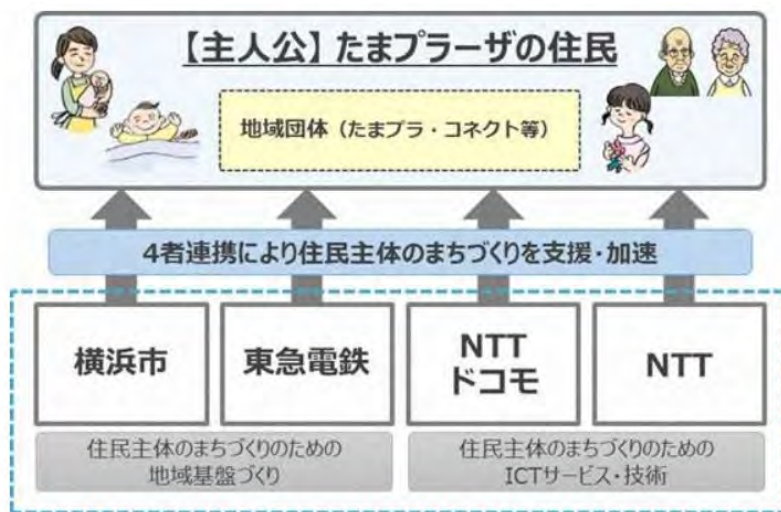 【主人公】たまプラーザの住民
地域団体（たまプラ・コネクト等）
4者連携により住民主体のまちづくりを支援・加速
横浜市
東急電鉄
NTT
ドコモ
NTT
住民主体のまちづくりのための
地域基盤づくり
住民主体のまちづくりのための
ICTサービス・技術